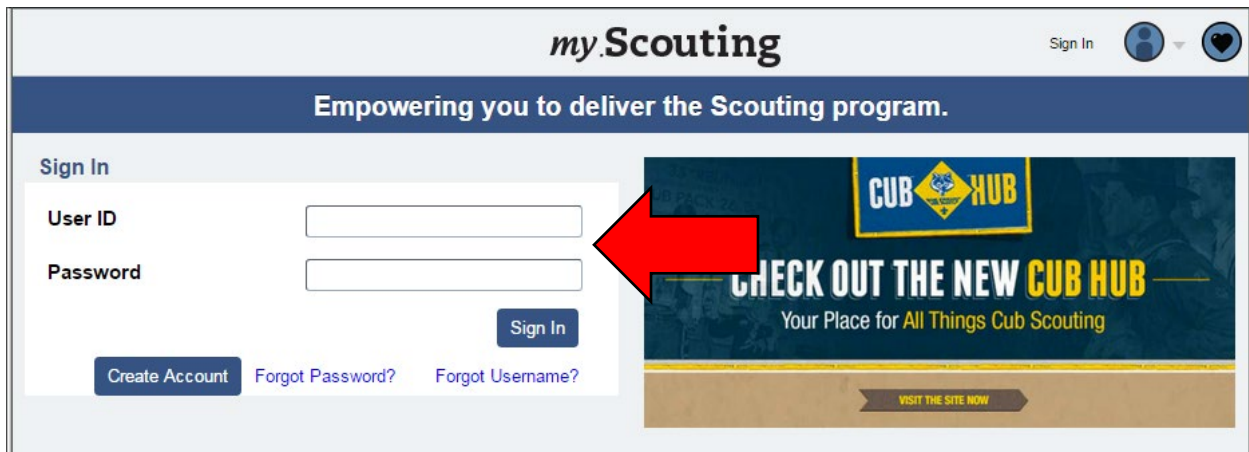 my.Scouting
Sign In
Empowering you to deliver the Scouting program.
Sign In
User ID
Password
Sign In
Create Account Forgot Password? Forgot Username?
CUB HUB
CHECK OUT THE NEW CUB HUB
Your Place for All Things Cub Scouting
VISIT THE SITE NOW